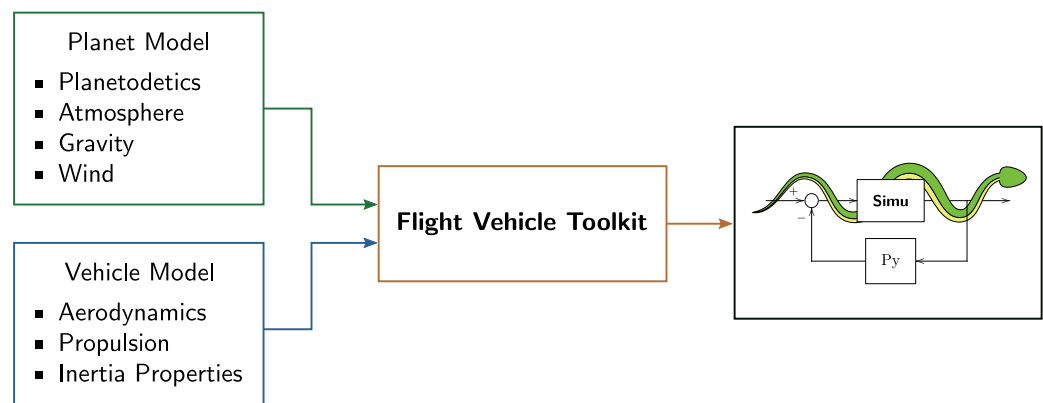 Planet Model
▪ Planetodetics
▪ Atmosphere
▪ Gravity
▪ Wind
Vehicle Model
▪ Aerodynamics
▪ Propulsion
▪ Inertia Properties
Flight Vehicle Toolkit
+
−
Simu
Py